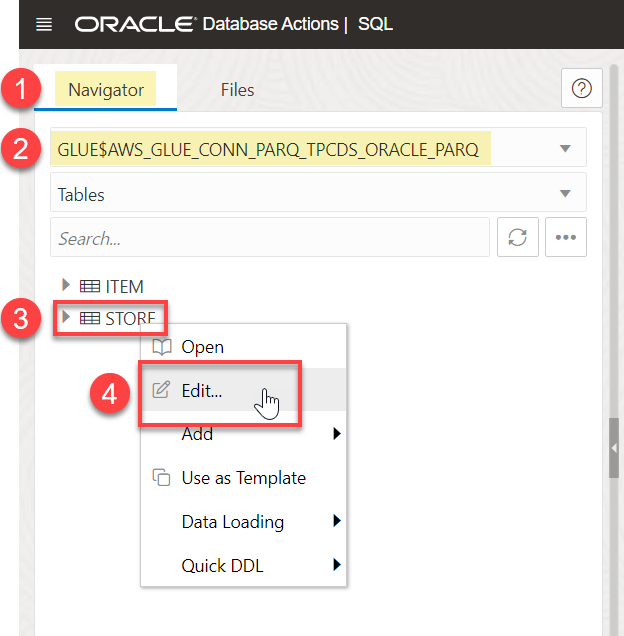 ORACLE Database Actions | SQL
1 Navigator Files
2 GLUE$AWS_GLUE_CONN_PARQ_TPCDS_ORACLE_PARQ
Tables
Search...
ITEM
3 STORE
Open
4 Edit...
Add
Use as Template
Data Loading
Quick DDL